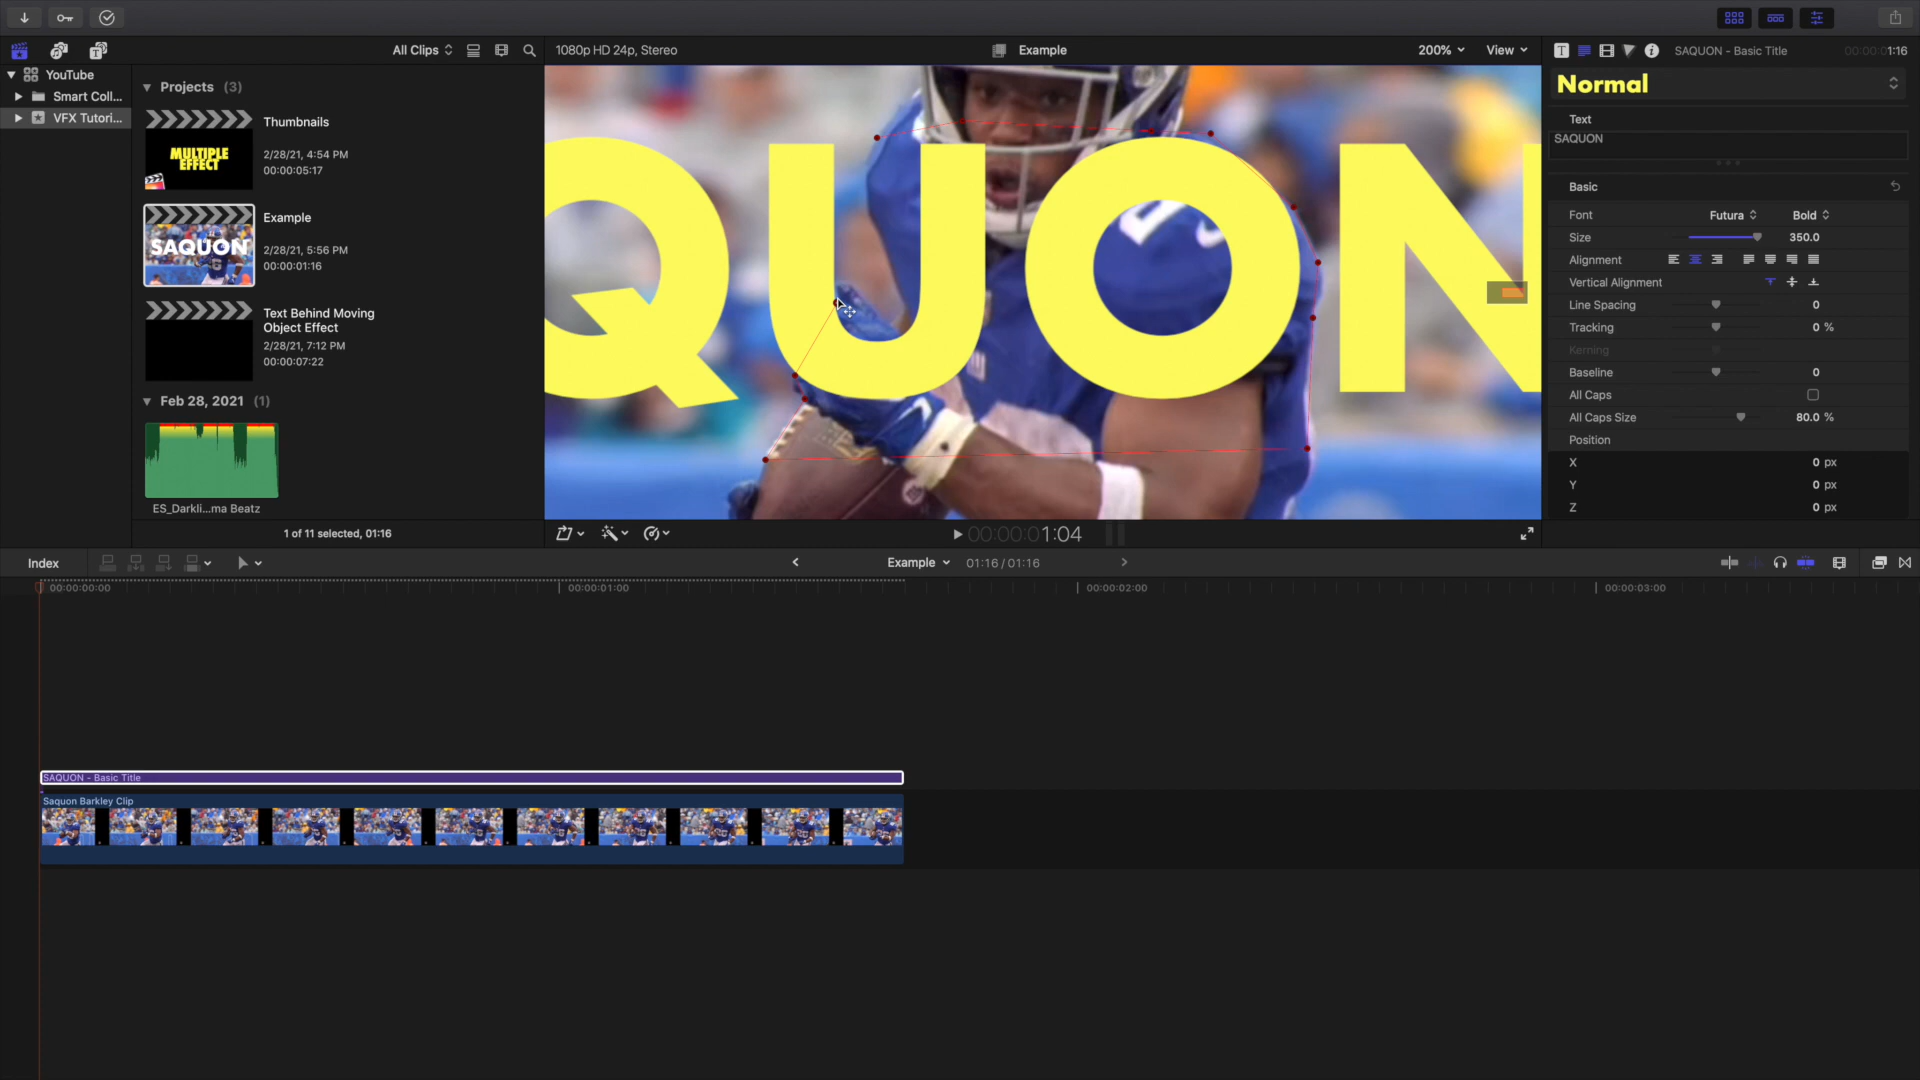 All Clips
1080p HD 24p, Stereo
Example
200%
View
SAQUON - Basic Title
00:00:01:16
YouTube
Smart Coll...
VFX Tutori...
Projects (3)
MULTIPLE
EFFECT
Thumbnails
2/28/21, 4:54 PM
00:00:05:17
SAQUON
Example
2/28/21, 5:56 PM
00:00:01:16
Text Behind Moving
Object Effect
2/28/21, 7:12 PM
00:00:07:22
Feb 28, 2021 (1)
ES_Darkli...ma Beatz
1 of 11 selected, 01:16
QUON
00:00:01:04
Normal
Text
SAQUON
Basic
Font Futura Bold
Size 350.0
Alignment
Vertical Alignment
Line Spacing 0
Tracking 0 %
Kerning
Baseline 0
All Caps
All Caps Size 80.0 %
Position
X 0 px
Y 0 px
Z 0 px
Index
Example
01:16 / 01:16
00:00:00:00
00:00:01:00
00:00:02:00
00:00:03:00
SAQUON - Basic Title
Saquon Barkley Clip